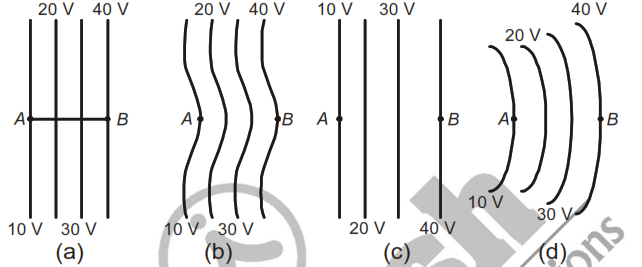 20 V 40 V 20 V 40 V 10 V 30 V 40 V
20 V
A B A B A B A B
10 V
10 V 30 V 10 V 30 V 20 V 40 V 30 V
(a) (b) (c) (d)